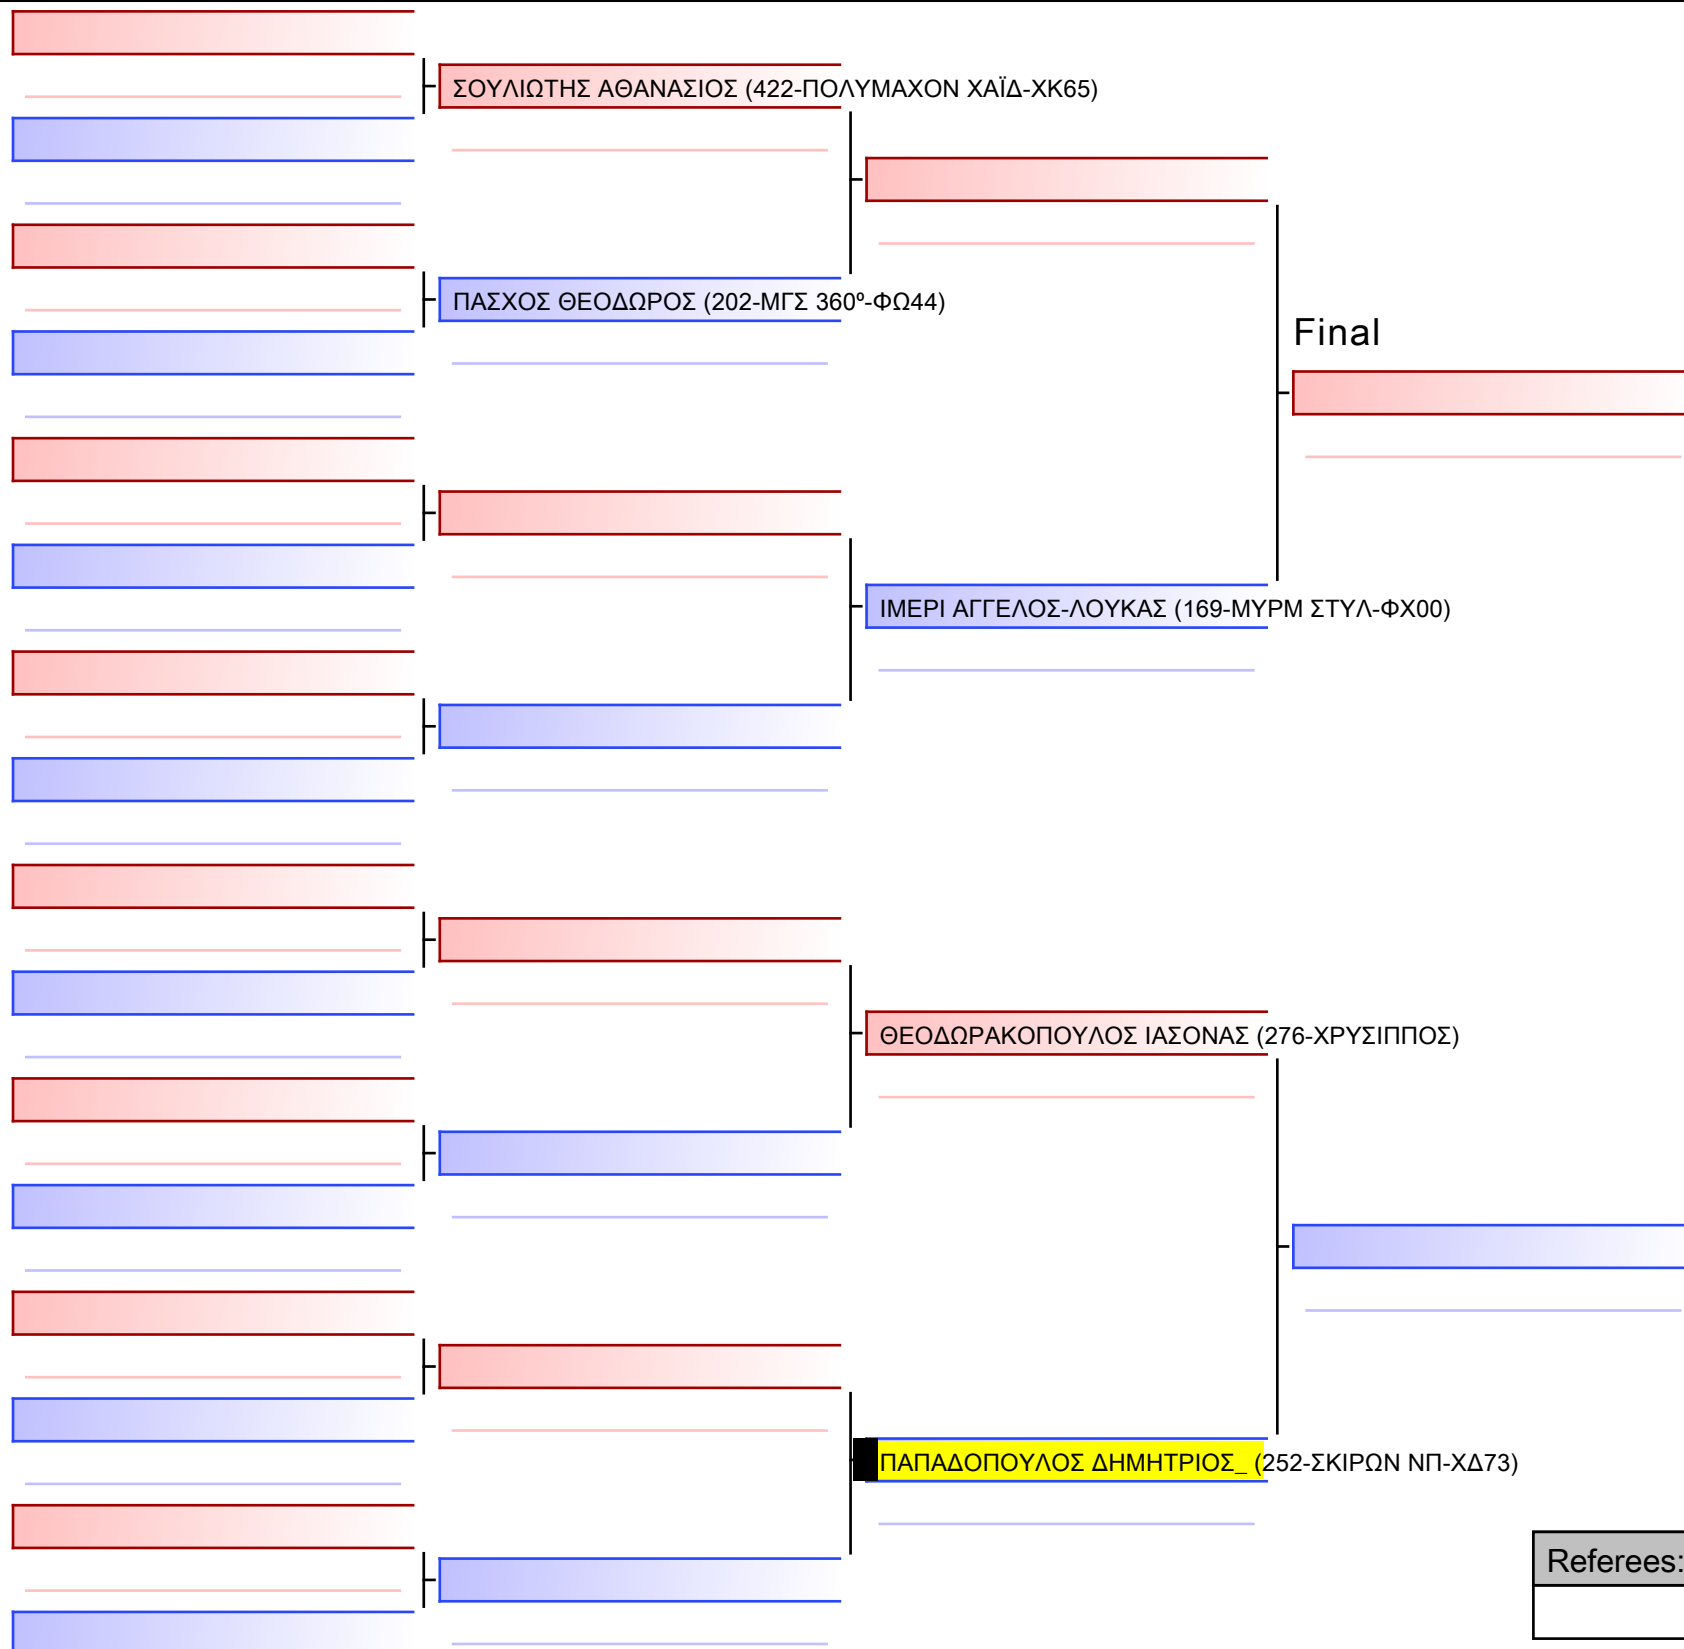 ΣΟΥΛΙΩΤΗΣ ΑΘΑΝΑΣΙΟΣ (422-ΠΟΛΥΜΑΧΟΝ ΧΑΪΔ-ΧΚ65)
ΠΑΣΧΟΣ ΘΕΟΔΩΡΟΣ (202-ΜΓΣ 360º-ΦΩ44)
Final
ΙΜΕΡΙ ΑΓΓΕΛΟΣ-ΛΟΥΚΑΣ (169-ΜΥΡΜ ΣΤΥΛ-ΦΧ00)
ΘΕΟΔΩΡΑΚΟΠΟΥΛΟΣ ΙΑΣΟΝΑΣ (276-ΧΡΥΣΙΠΠΟΣ)
ΠΑΠΑΔΟΠΟΥΛΟΣ ΔΗΜΗΤΡΙΟΣ_ (252-ΣΚΙΡΩΝ ΝΠ-ΧΔ73)
Referees: